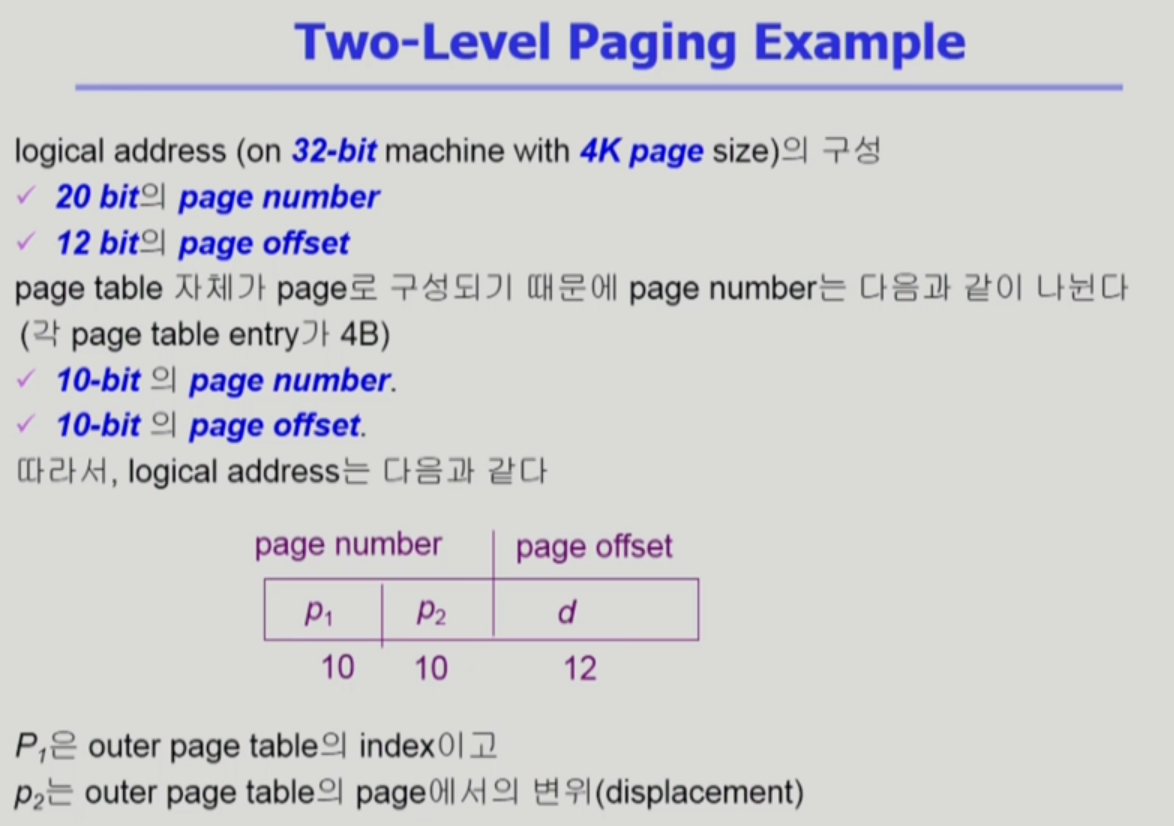 Two-Level Paging Example
logical address (on 32-bit machine with 4K page size)의 구성
✓ 20 bit의 page number
✓ 12 bit의 page offset
page table 자체가 page로 구성되기 때문에 page number는 다음과 같이 나뉜다
(각 page table entry가 4B)
✓ 10-bit 의 page number.
✓ 10-bit 의 page offset.
따라서, logical address는 다음과 같다
page number page offset
p₁ p₂ d
10 10 12
P₁은 outer page table의 index이고
p₂는 outer page table의 page에서의 변위(displacement)